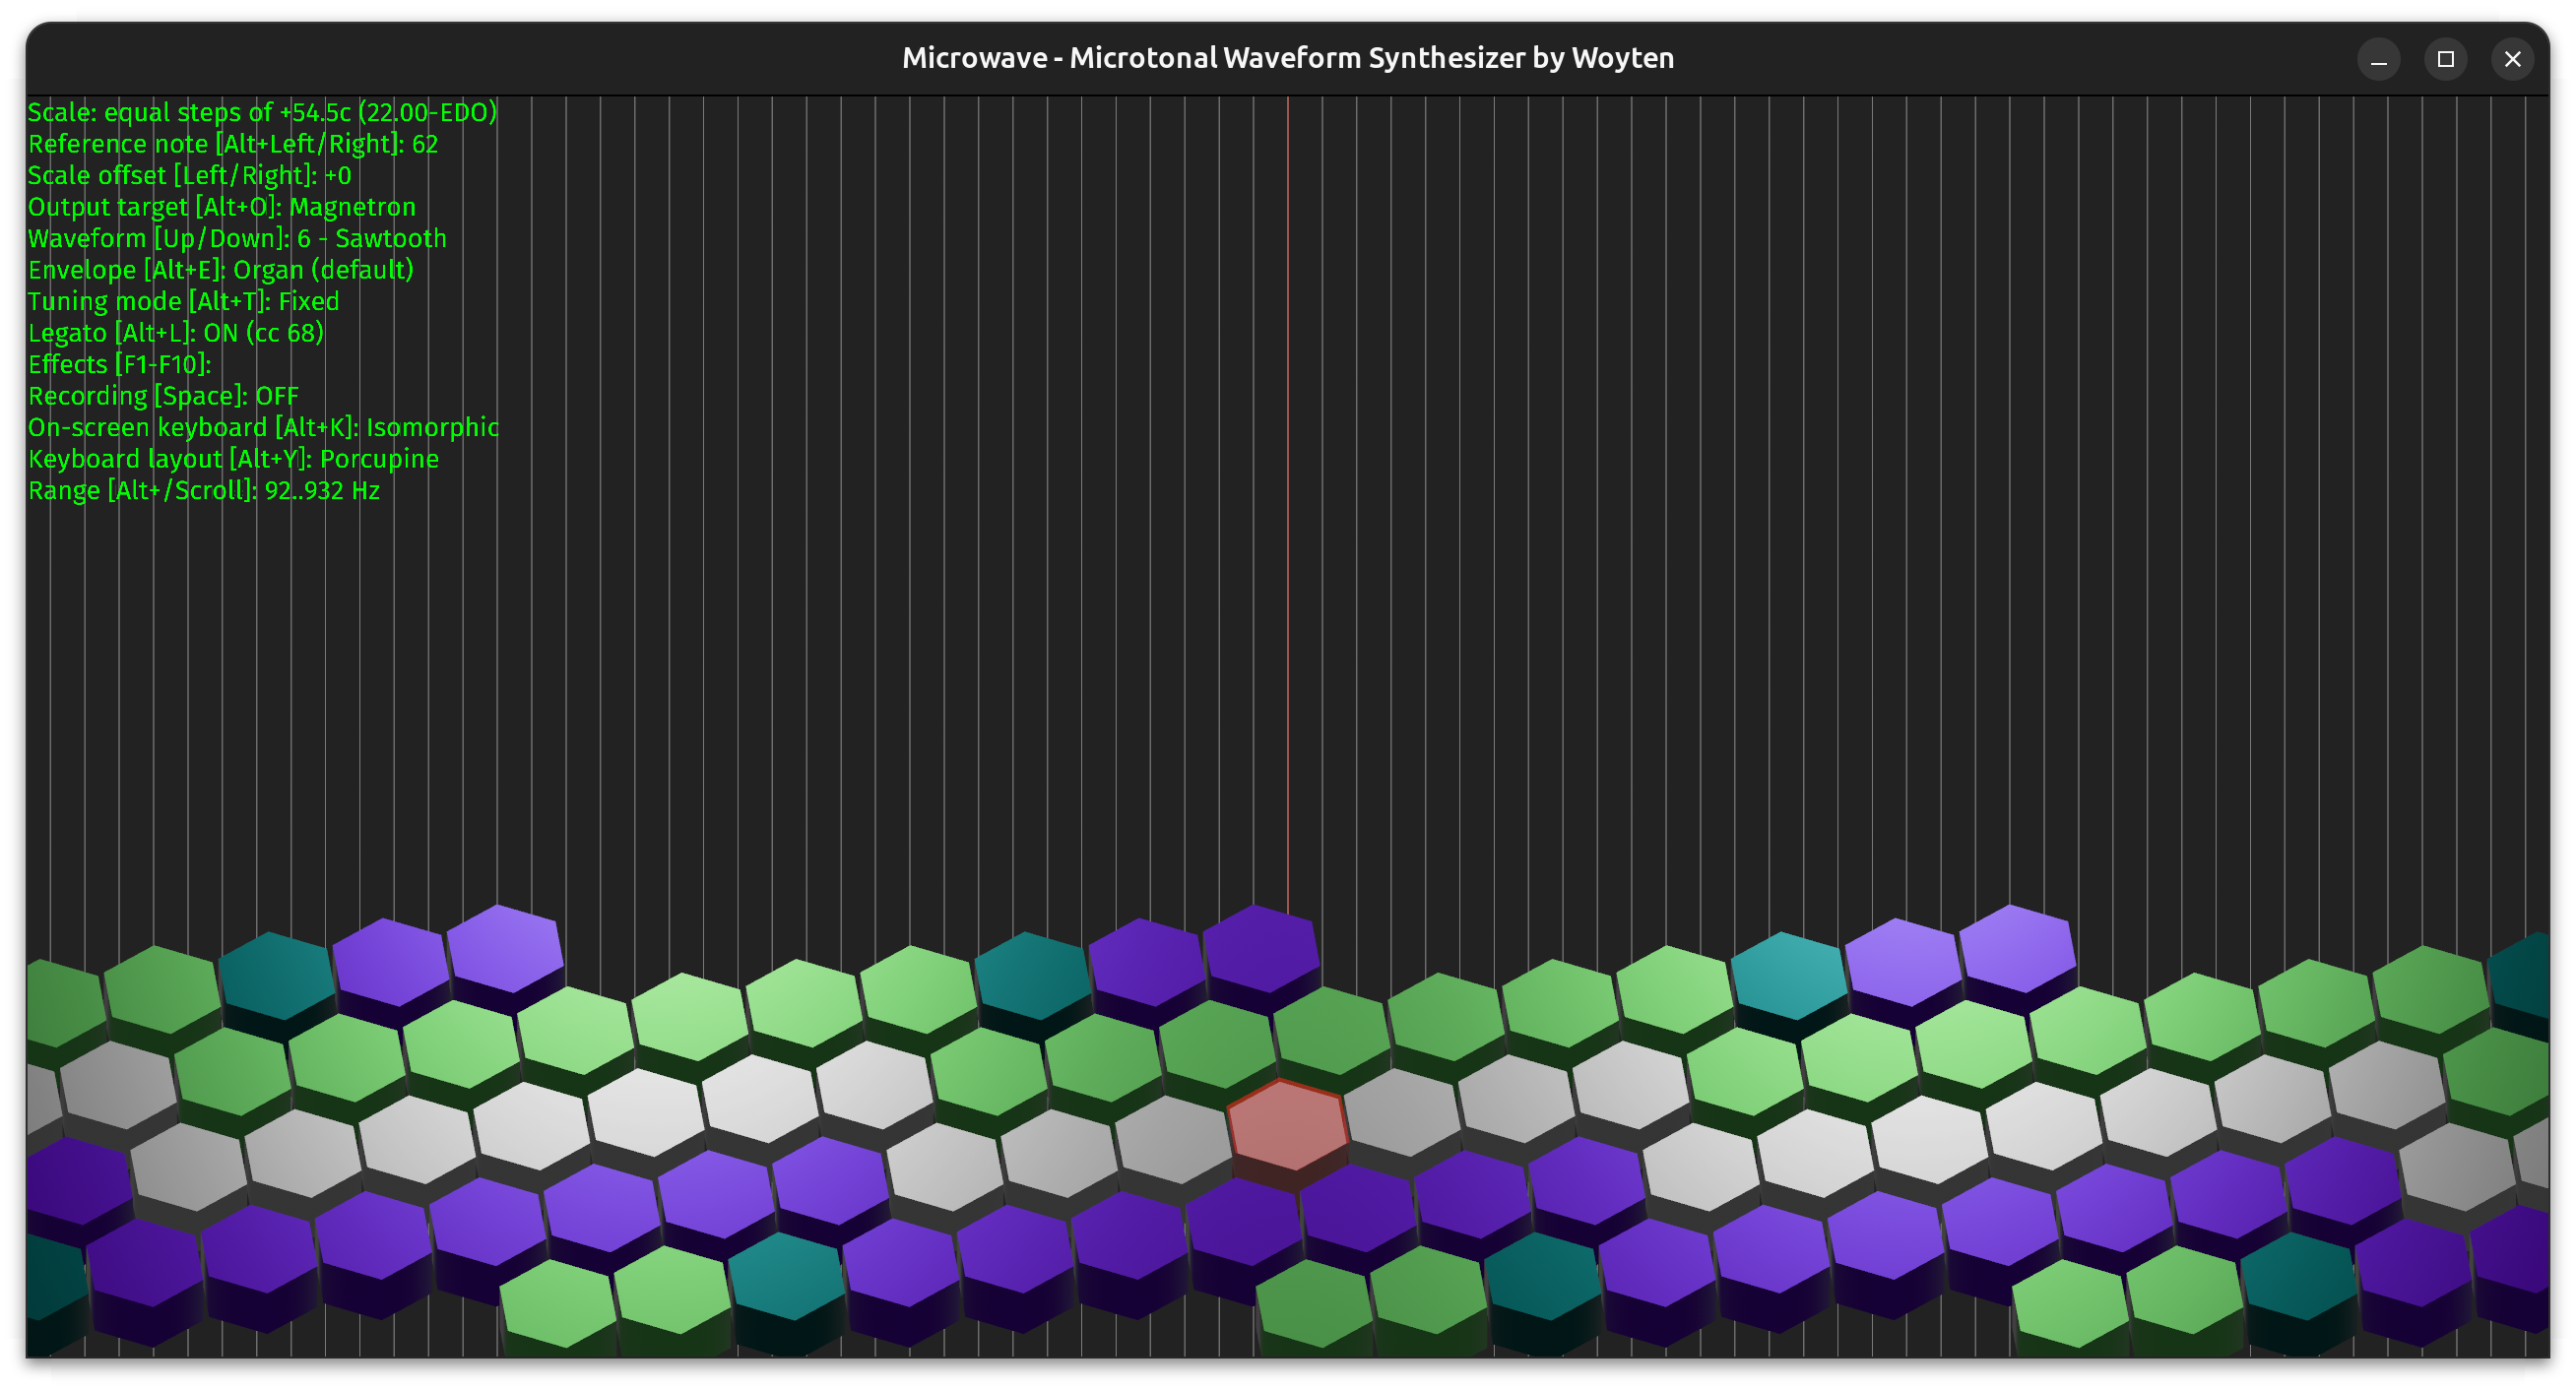 Microwave - Microtonal Waveform Synthesizer by Woyten
Scale: equal steps of +54.5c (22.00-EDO)
Reference note [Alt+Left/Right]: 62
Scale offset [Left/Right]: +0
Output target [Alt+O]: Magnetron
Waveform [Up/Down]: 6 - Sawtooth
Envelope [Alt+E]: Organ (default)
Tuning mode [Alt+T]: Fixed
Legato [Alt+L]: ON (cc 68)
Effects [F1-F10]:
Recording [Space]: OFF
On-screen keyboard [Alt+K]: Isomorphic
Keyboard layout [Alt+Y]: Porcupine
Range [Alt+/Scroll]: 92..932 Hz